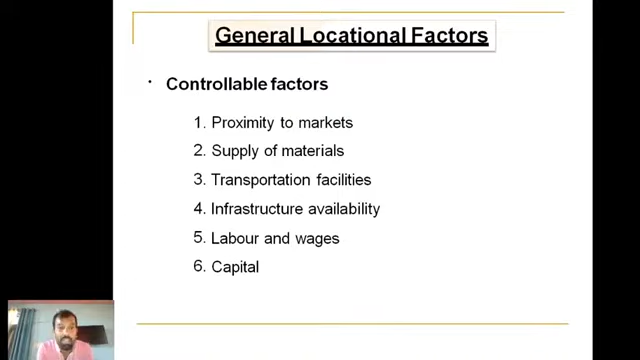 General Locational Factors
• Controllable factors
1. Proximity to markets
2. Supply of materials
3. Transportation facilities
4. Infrastructure availability
5. Labour and wages
6. Capital